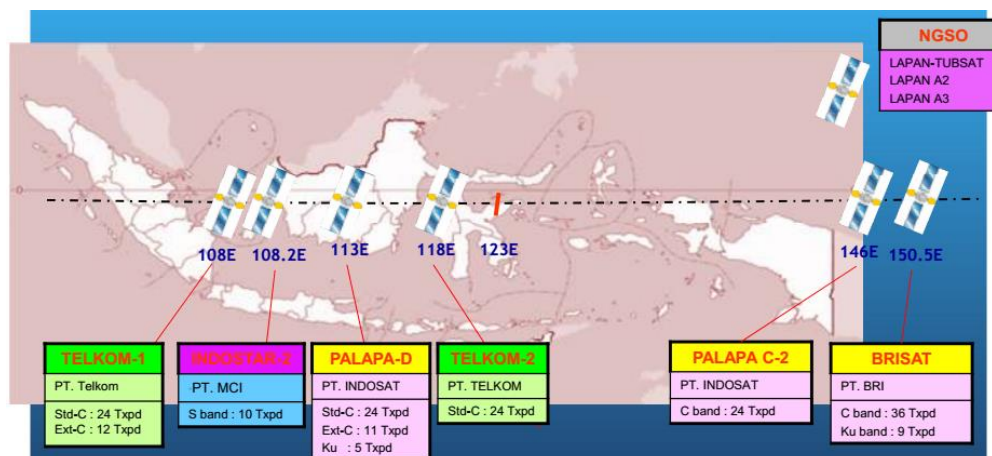 NGSO
LAPAN-TUBSAT
LAPAN A2
LAPAN A3
0
108E
108.2E
113E
118E
123E
146E
150.5E
TELKOM-1
PT. Telkom
Std-C : 24 Txpd
Ext-C : 12 Txpd
INDOSTAR-2
PT. MCI
S band : 10 Txpd
PALAPA-D
PT. INDOSAT
Std-C : 24 Txpd
Ext-C : 11 Txpd
Ku : 5 Txpd
TELKOM-2
PT. TELKOM
Std-C : 24 Txpd
PALAPA C-2
PT. INDOSAT
C band : 24 Txpd
BRISAT
PT. BRI
C band : 36 Txpd
Ku band : 9 Txpd